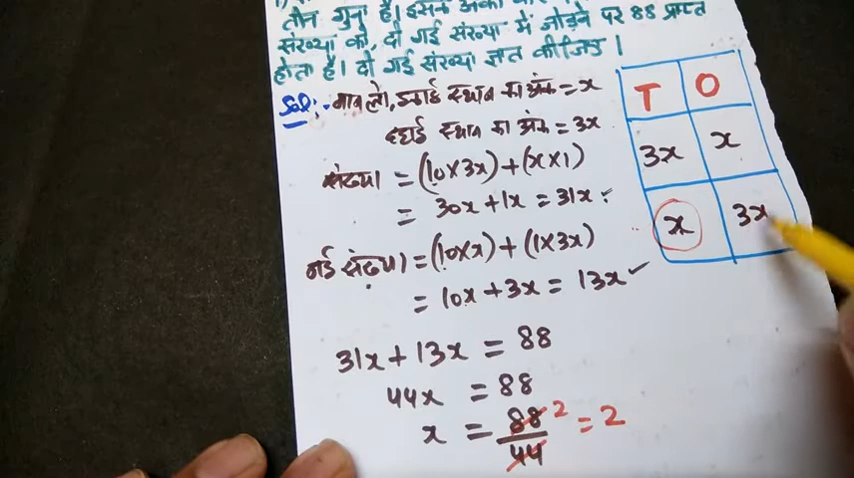 तीन गुना है। इसके अंकों
संख्या को, दी गई संख्या में जोड़ने पर 88 प्राप्त
होता है। दी गई संख्या ज्ञात कीजिए।
Sol:- मान लो, इकाई स्थान का अंक = x
दहाई स्थान का अंक = 3x
संख्या = (10×3x)+(x×1)
= 30x+1x = 31x
नई संख्या = (10×x)+(1×3x)
= 10x+3x = 13x
31x+13x = 88
44x = 88
x = 88/44 2 = 2
T O
3x x
x 3x